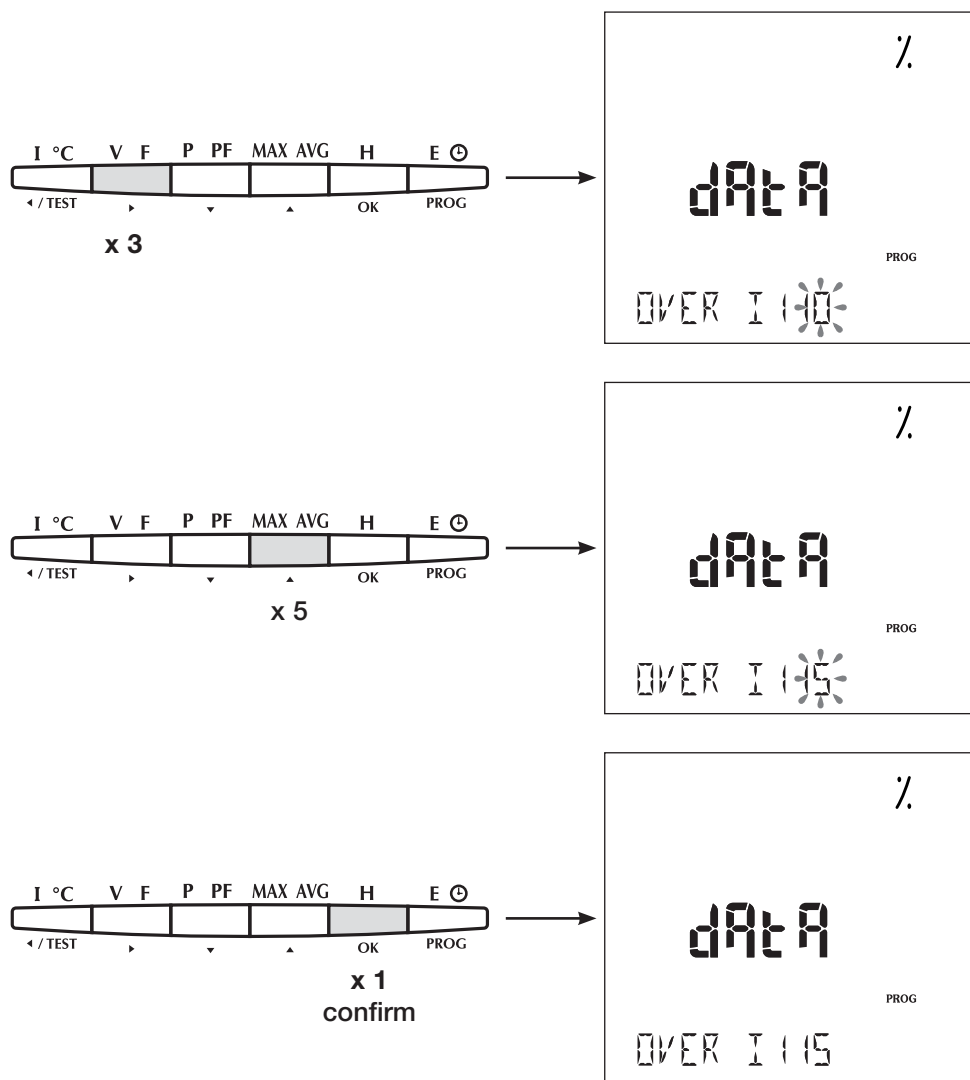 %
I °C V F P PF MAX AVG H E
/ TEST OK PROG
x 3
dAtA
PROG
OVER I 110
%
I °C V F P PF MAX AVG H E
/ TEST OK PROG
x 5
dAtA
PROG
OVER I 115
%
I °C V F P PF MAX AVG H E
/ TEST OK PROG
x 1
confirm
dAtA
PROG
OVER I 115